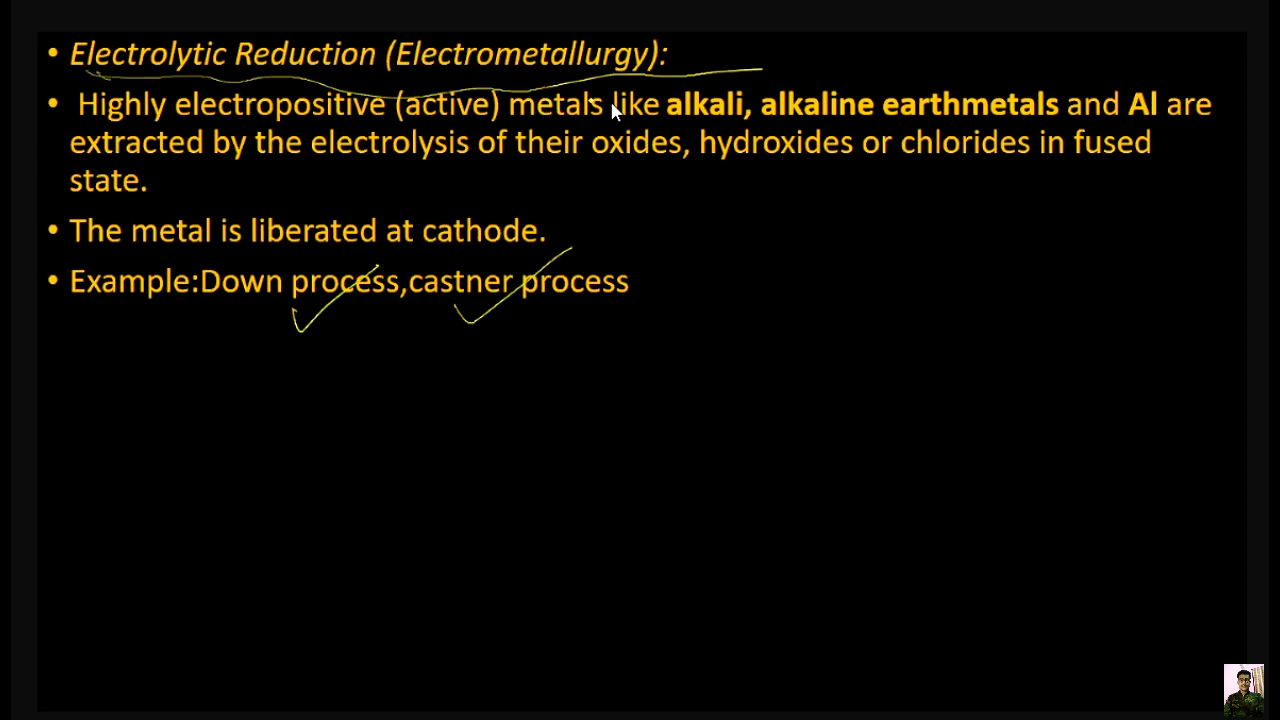 • Electrolytic Reduction (Electrometallurgy):
• Highly electropositive (active) metals like alkali, alkaline earthmetals and Al are
extracted by the electrolysis of their oxides, hydroxides or chlorides in fused
state.
• The metal is liberated at cathode.
• Example:Down process,castner process